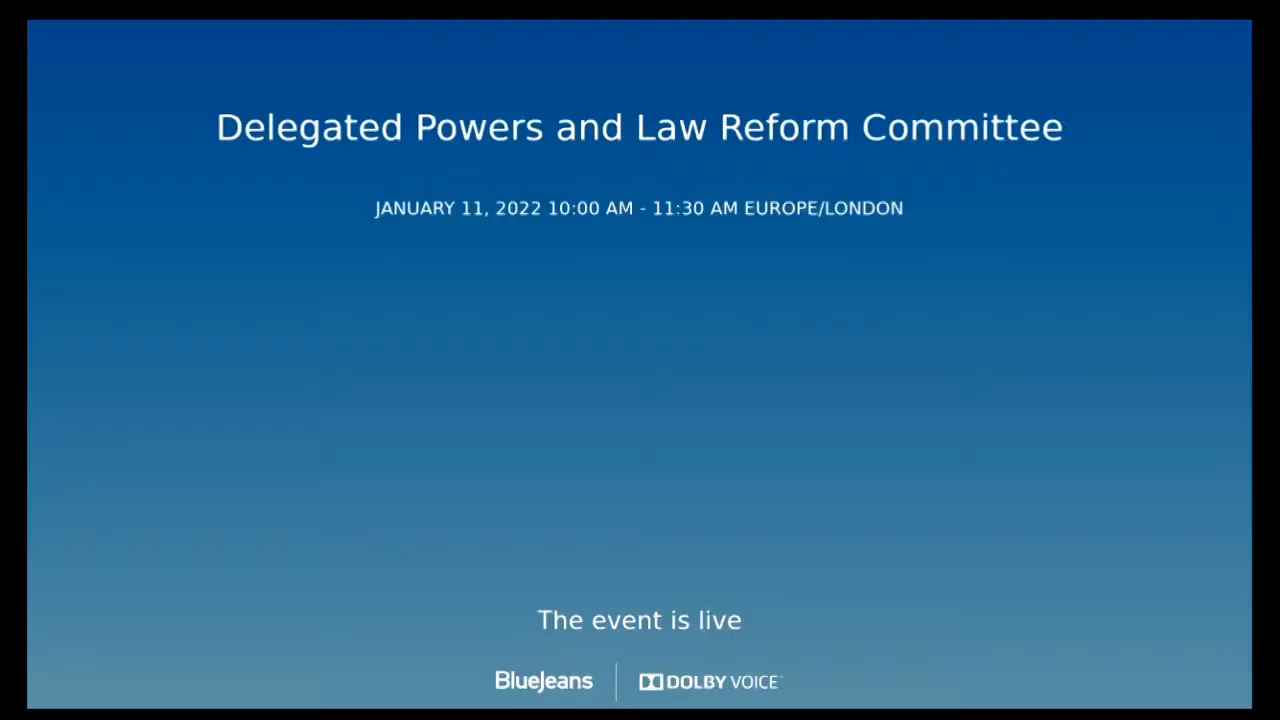 Delegated Powers and Law Reform Committee
JANUARY 11, 2022 10:00 AM - 11:30 AM EUROPE/LONDON
The event is live
BlueJeans DOLBY VOICE